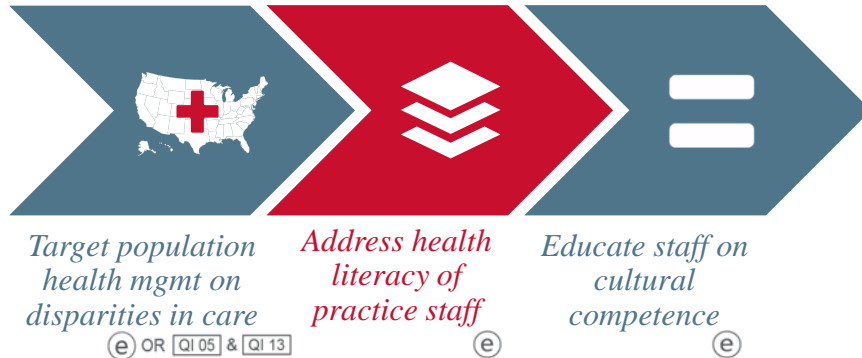 Target population
health mgmt on
disparities in care
e OR QI 05 & QI 13
Address health
literacy of
practice staff
e
Educate staff on
cultural
competence
e